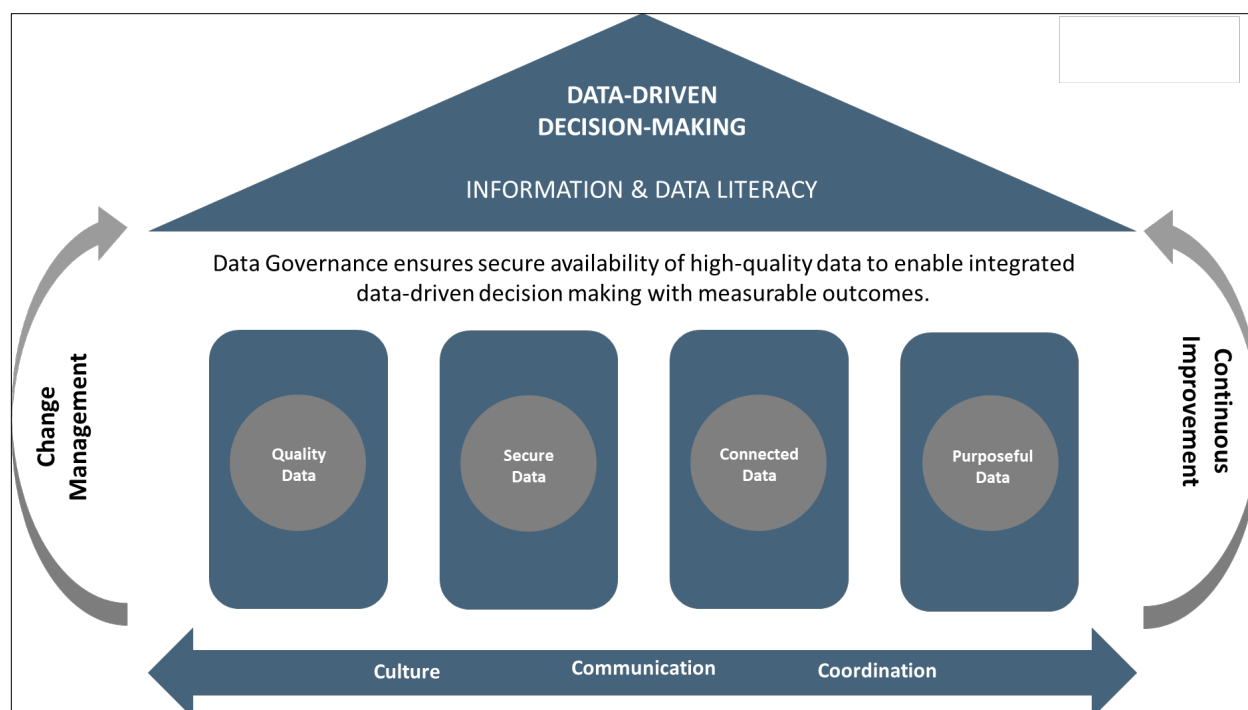 DATA-DRIVEN
DECISION-MAKING
INFORMATION & DATA LITERACY
Data Governance ensures secure availability of high-quality data to enable integrated
data-driven decision making with measurable outcomes.
Change
Management
Quality
Data
Secure
Data
Connected
Data
Purposeful
Data
Continuous
Improvement
Culture
Communication
Coordination